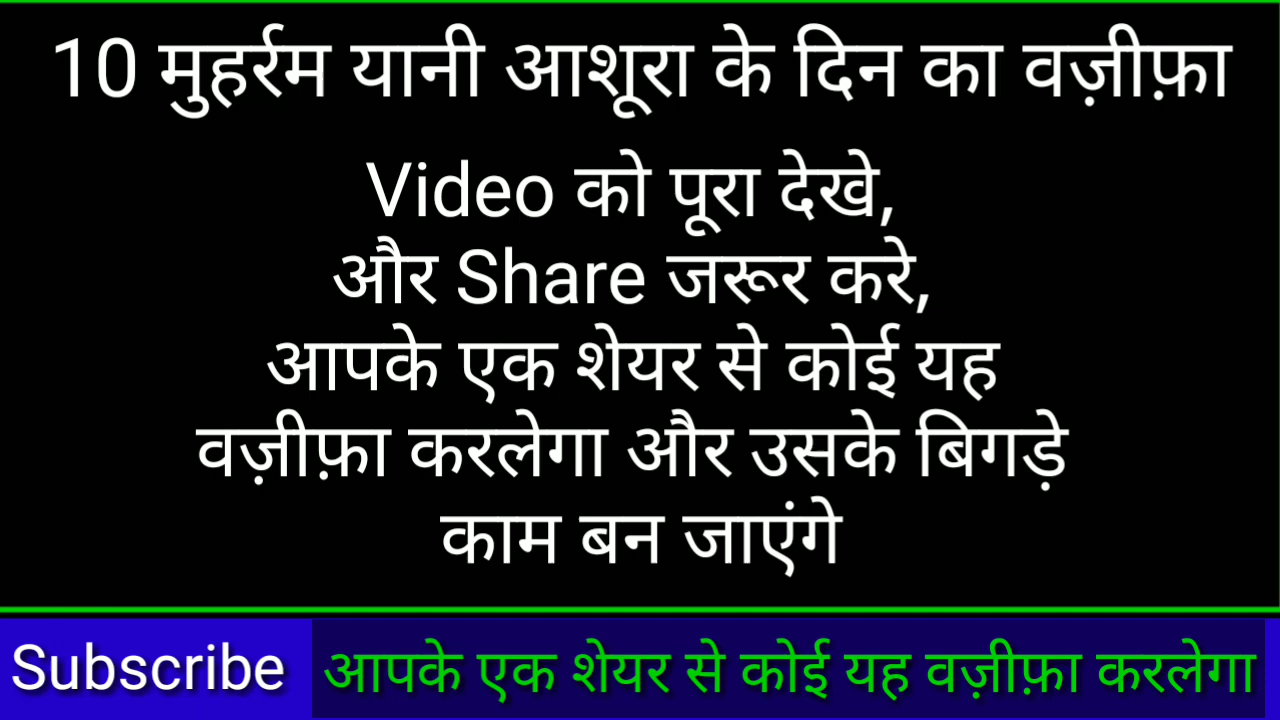 10 मुहर्रम यानी आशूरा के दिन का वज़ीफ़ा
Video को पूरा देखे,
और Share जरूर करे,
आपके एक शेयर से कोई यह
वज़ीफ़ा करलेगा और उसके बिगड़े
काम बन जाएंगे
Subscribe आपके एक शेयर से कोई यह वज़ीफ़ा करलेगा